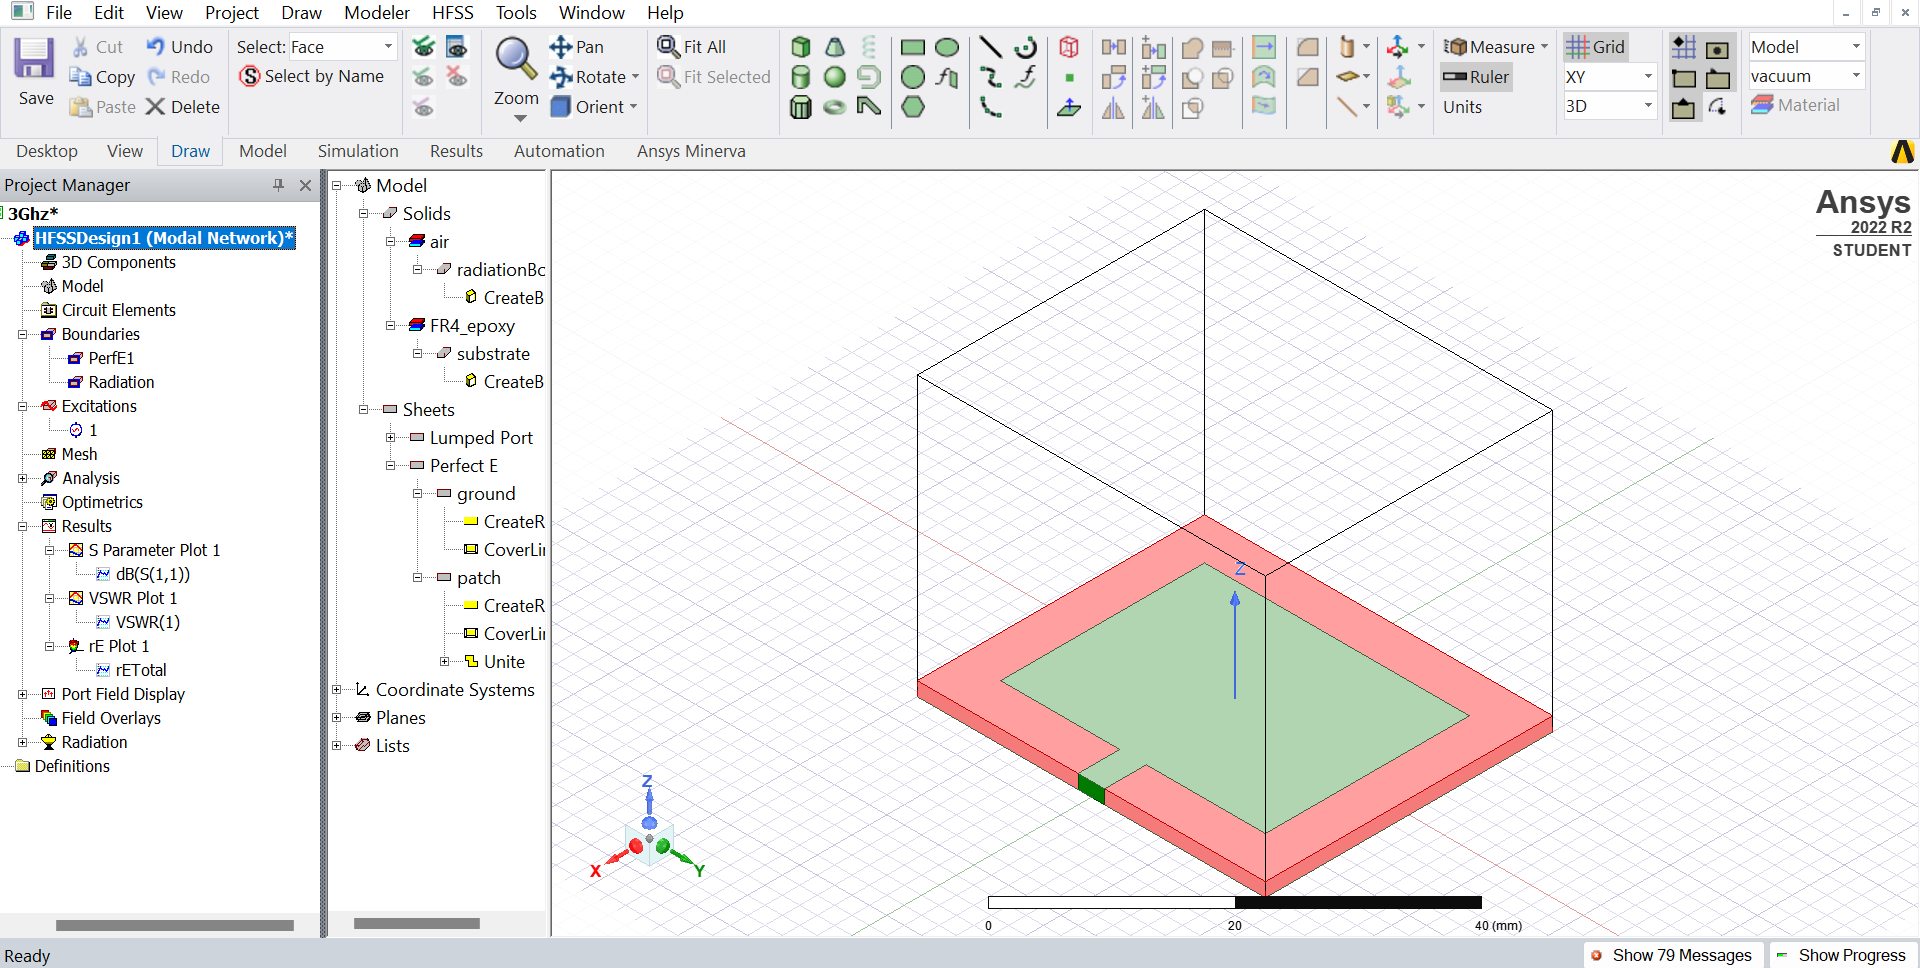 File Edit View Project Draw Modeler HFSS Tools Window Help
Save
Cut
Copy
Paste
Undo
Redo
Delete
Select: Face
Select by Name
Zoom
Pan
Rotate
Orient
Fit All
Fit Selected
Measure
Ruler
Units
Grid
XY
3D
Model
vacuum
Material
Desktop View Draw Model Simulation Results Automation Ansys Minerva
Project Manager
3Ghz*
HFSSDesign1 (Modal Network)*
3D Components
Model
Circuit Elements
Boundaries
PerfE1
Radiation
Excitations
1
Mesh
Analysis
Optimetrics
Results
S Parameter Plot 1
dB(S(1,1))
VSWR Plot 1
VSWR(1)
rE Plot 1
rETotal
Port Field Display
Field Overlays
Radiation
Definitions
Model
Solids
air
radiationBo
CreateB
FR4_epoxy
substrate
CreateB
Sheets
Lumped Port
Perfect E
ground
CreateR
CoverLin
patch
CreateR
CoverLin
Unite
Coordinate Systems
Planes
Lists
Ansys
2022 R2
STUDENT
Z
Z
X
Y
0 20 40 (mm)
Ready
Show 79 Messages
Show Progress